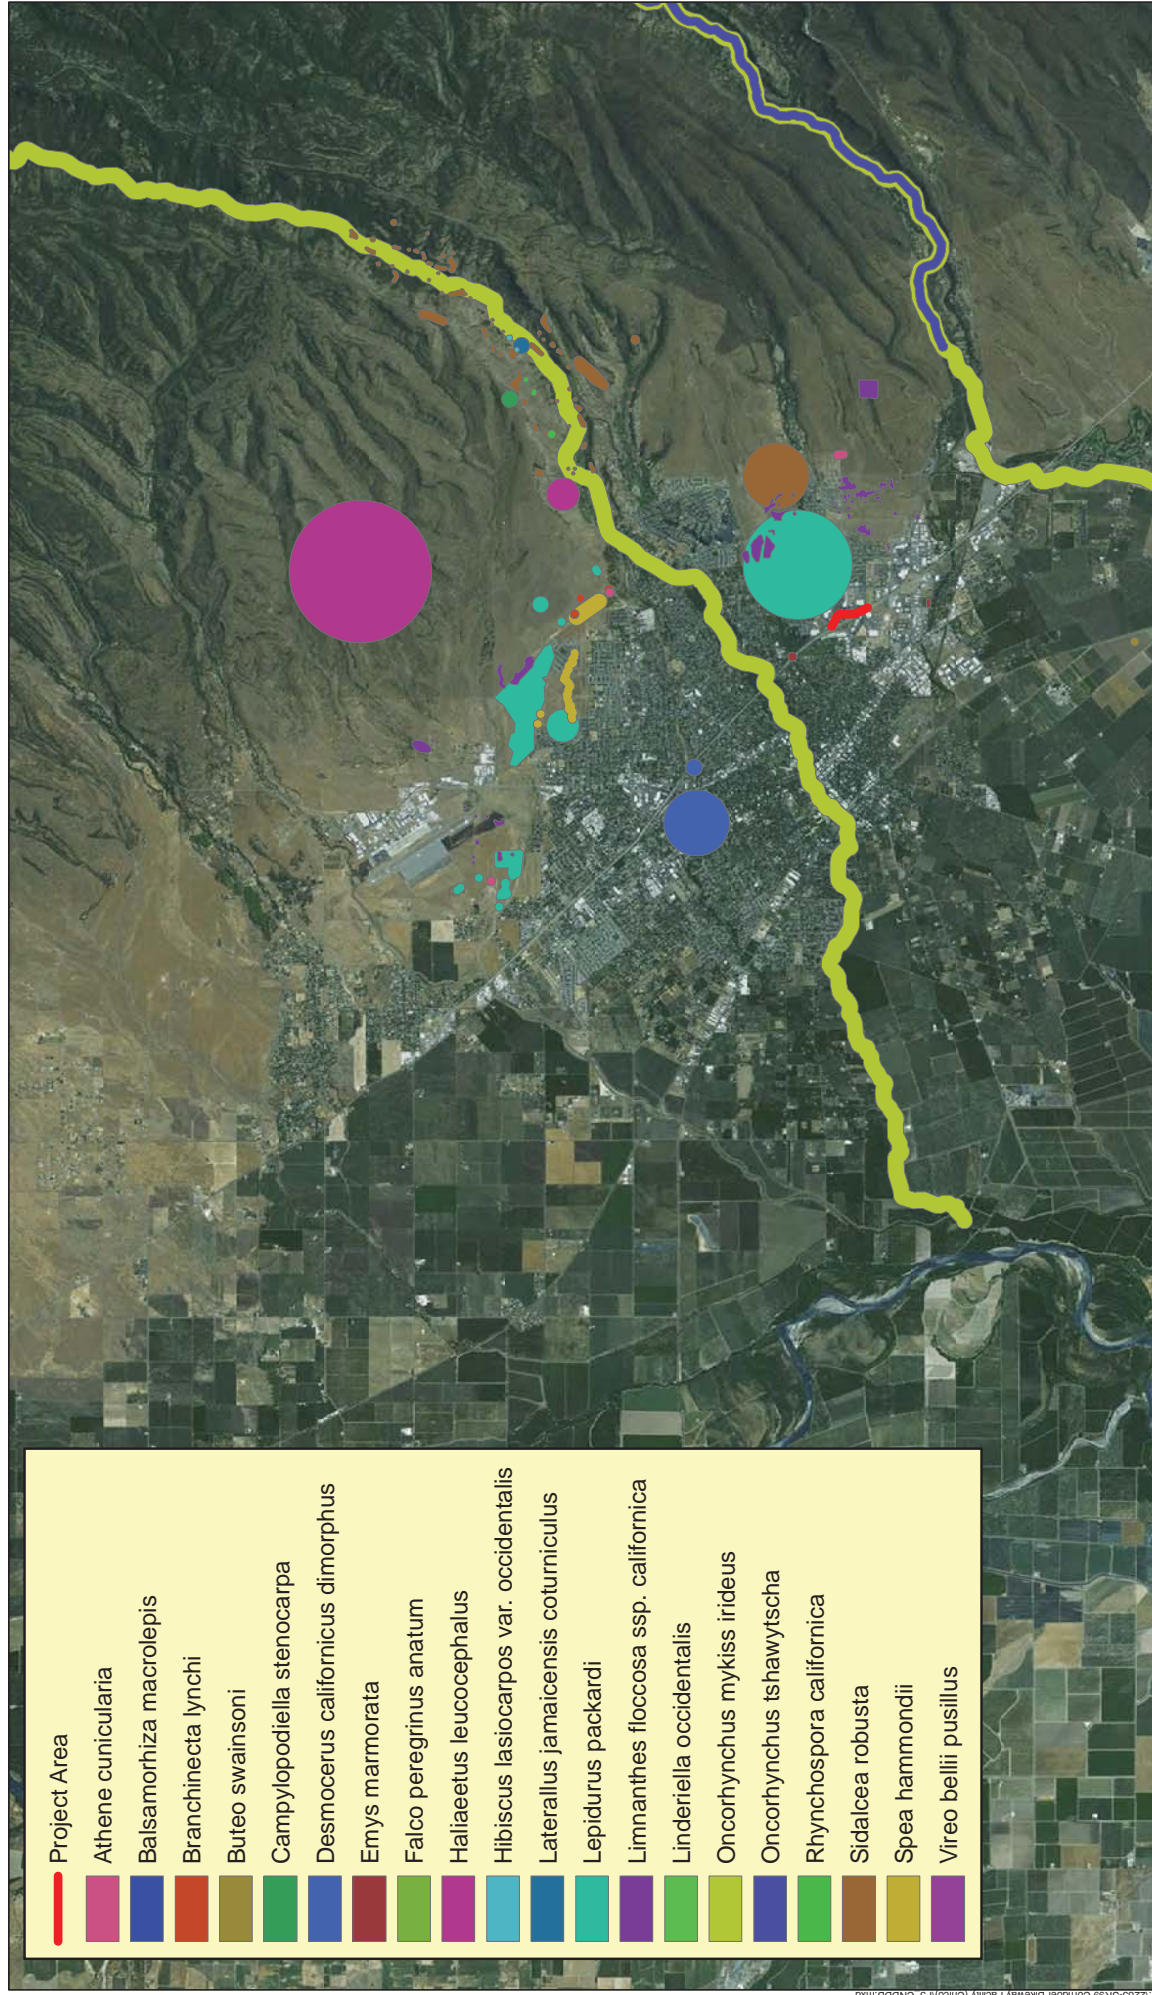 Project Area
Athene cunicularia
Balsamorhiza macrolepis
Branchinecta lynchi
Buteo swainsoni
Campylopodiella stenocarpa
Desmocerus californicus dimorphus
Emys marmorata
Falco peregrinus anatum
Haliaeetus leucocephalus
Hibiscus lasiocarpos var. occidentalis
Laterallus jamaicensis coturniculus
Lepidurus packardi
Limnanthes floccosa ssp. californica
Linderiella occidentalis
Oncorhynchus mykiss irideus
Oncorhynchus tshawytscha
Rhynchospora californica
Sidalcea robusta
Spea hammondii
Vireo bellii pusillus